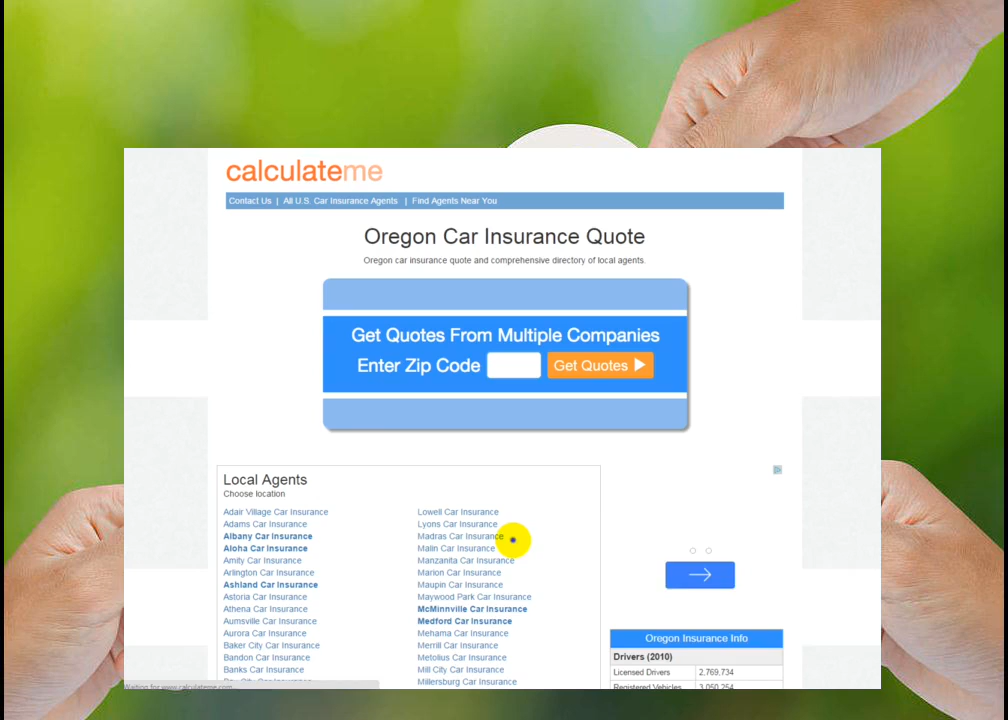 calculateme
Contact Us | All U.S. Car Insurance Agents | Find Agents Near You
Oregon Car Insurance Quote
Oregon car insurance quote and comprehensive directory of local agents.
Get Quotes From Multiple Companies
Enter Zip Code Get Quotes
Local Agents
Choose location
Adair Village Car Insurance
Adams Car Insurance
Albany Car Insurance
Aloha Car Insurance
Amity Car Insurance
Arlington Car Insurance
Ashland Car Insurance
Astoria Car Insurance
Athena Car Insurance
Aumsville Car Insurance
Aurora Car Insurance
Baker City Car Insurance
Bandon Car Insurance
Banks Car Insurance
Lowell Car Insurance
Lyons Car Insurance
Madras Car Insurance
Malin Car Insurance
Manzanita Car Insurance
Marion Car Insurance
Maupin Car Insurance
Maywood Park Car Insurance
McMinnville Car Insurance
Medford Car Insurance
Mehama Car Insurance
Merrill Car Insurance
Metolius Car Insurance
Mill City Car Insurance
Millersburg Car Insurance
Oregon Insurance Info
Drivers (2010)
Licensed Drivers 2,769,734
Registered Vehicles 3,050,254
Waiting for www.calculateme.com